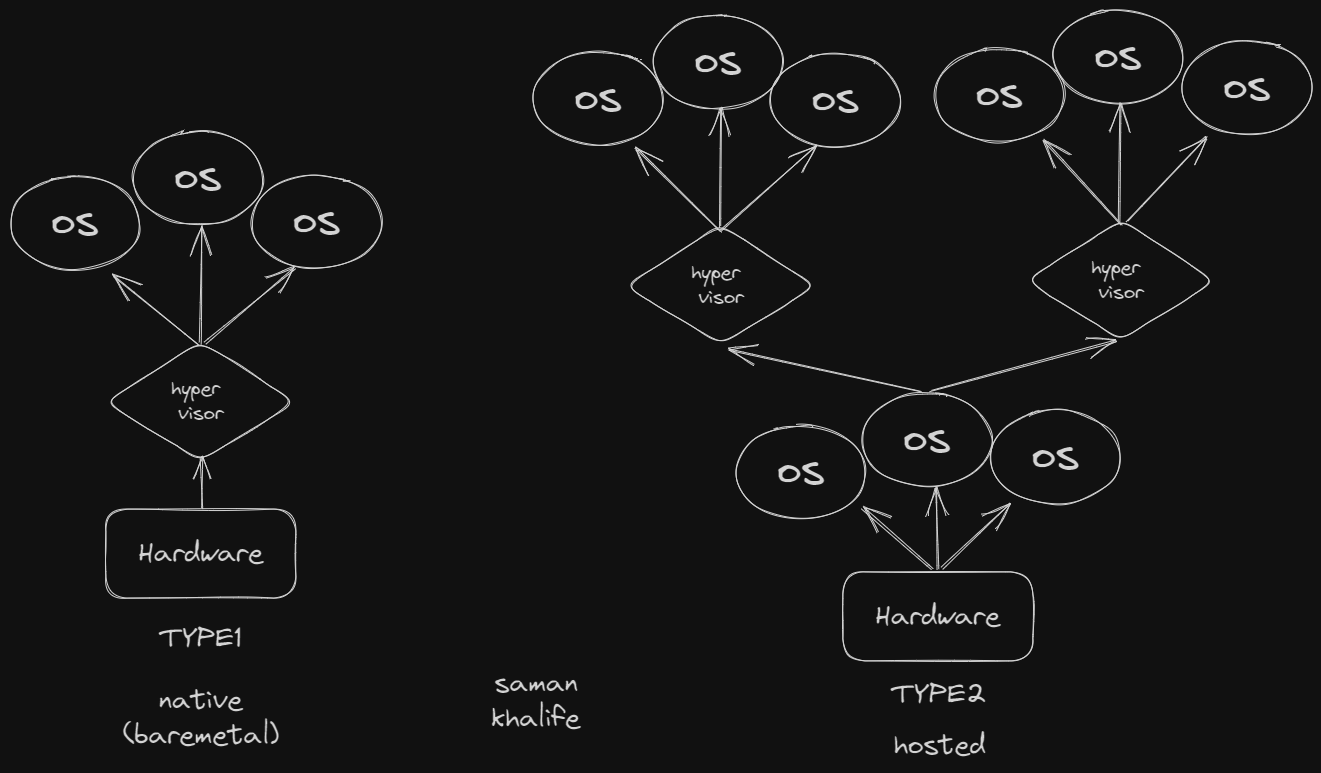 os
os
os
hyper
visor
Hardware
TYPE1
native
(baremetal)
saman
khalife
os
os
os
hyper
visor
os
os
os
hyper
visor
os
os
os
Hardware
TYPE2
hosted